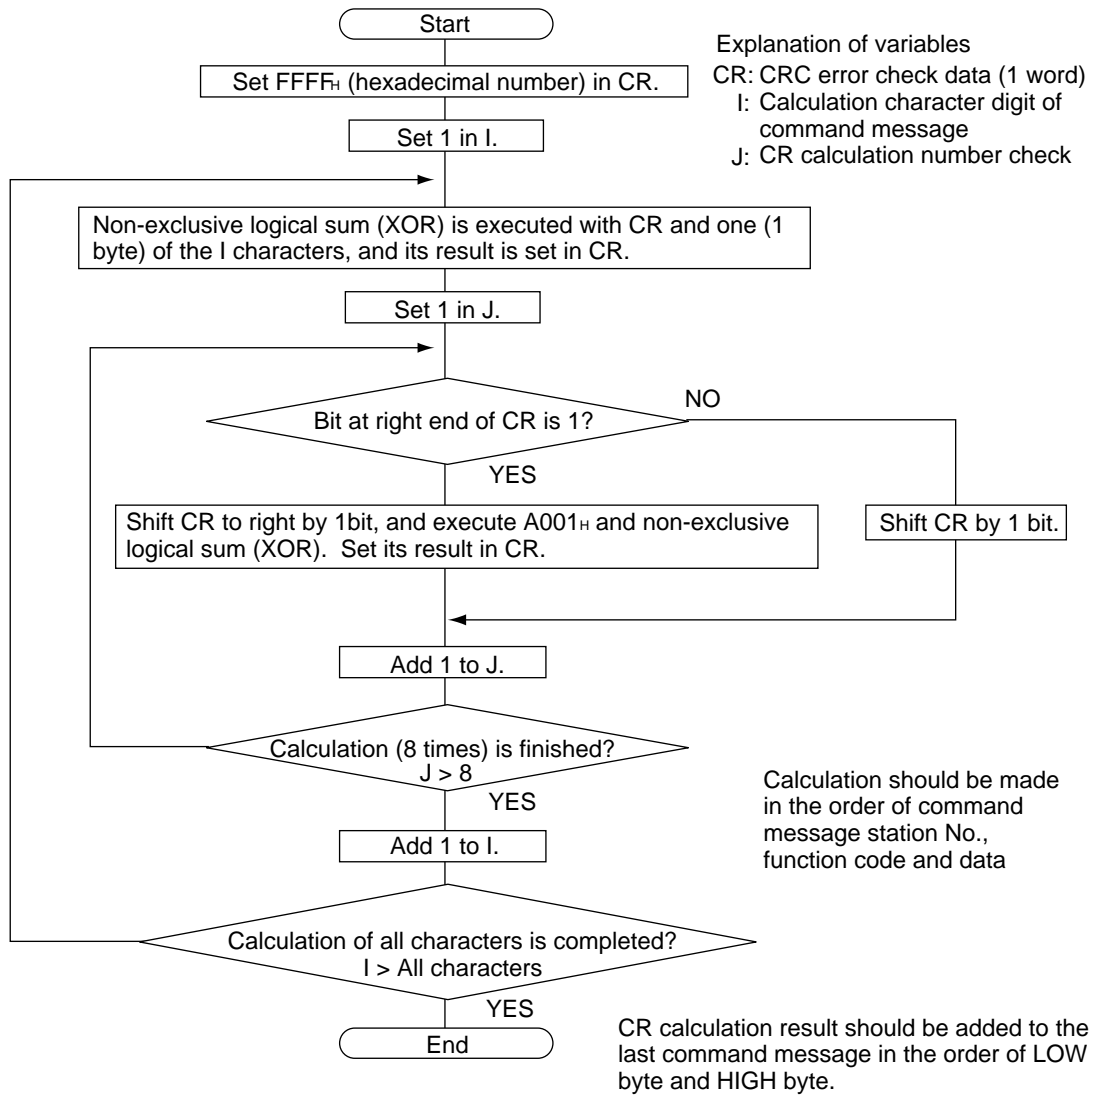 Start
Explanation of variables
Set FFFFH (hexadecimal number) in CR.
CR: CRC error check data (1 word)
I: Calculation character digit of
command message
Set 1 in I.
J: CR calculation number check
Non-exclusive logical sum (XOR) is executed with CR and one (1
byte) of the I characters, and its result is set in CR.
Set 1 in J.
NO
Bit at right end of CR is 1?
YES
Shift CR to right by 1bit, and execute A001H and non-exclusive
logical sum (XOR). Set its result in CR.
Shift CR by 1 bit.
Add 1 to J.
Calculation (8 times) is finished?
J > 8
YES
Calculation should be made
in the order of command
message station No.,
function code and data
Add 1 to I.
Calculation of all characters is completed?
I > All characters
YES
End
CR calculation result should be added to the
last command message in the order of LOW
byte and HIGH byte.